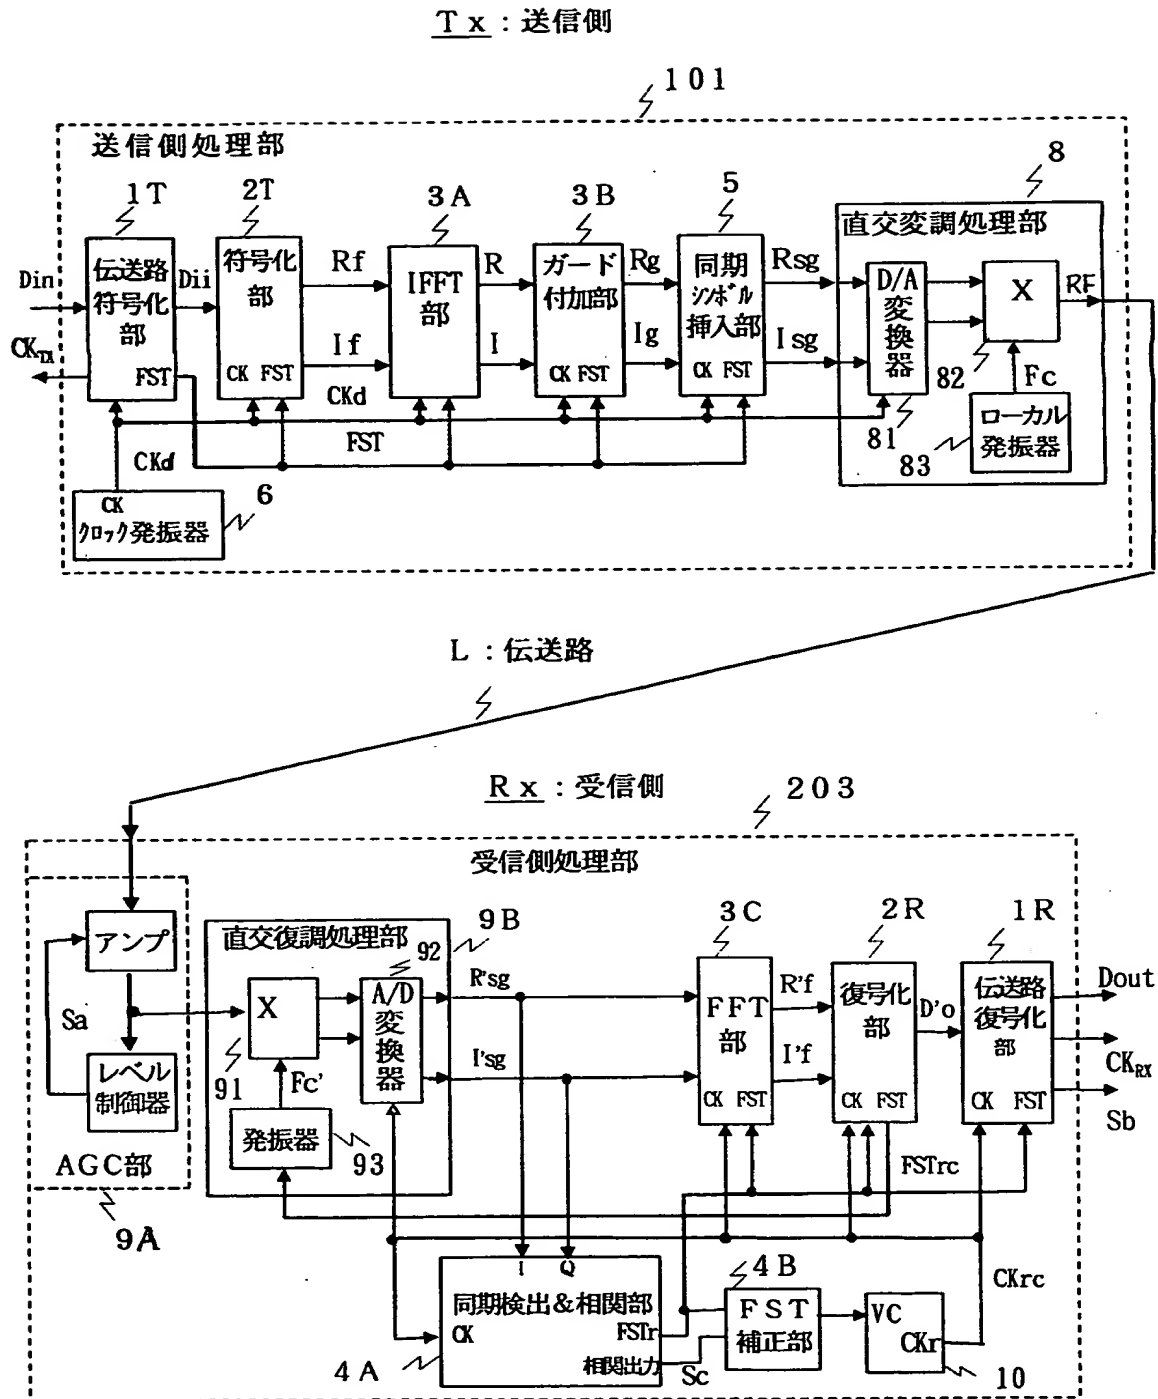 Tx：送信側
101
送信側処理部
1T
2T
3A
3B
5
8
Din
CK_TX
伝送路
符号化
部
FST
Dii
符号化
部
CK FST
Rf
If
CKd
IFFT
部
R
I
ガード
付加部
CK FST
Rg
Ig
同期
ｼﾝﾎﾞﾙ
挿入部
CK FST
Rsg
Isg
直交変調処理部
D/A
変
換
器
X
RF
82
Fc
81
83
ローカル
発振器
FST
CKd
CK
クロック発振器
6
L：伝送路
Rx：受信側
203
受信側処理部
アンプ
Sa
レベル
制御器
AGC部
9A
直交復調処理部
9B
X
91
Fc'
発振器
93
92
A/D
変
換
器
R'sg
I'sg
3C
FFT
部
CK FST
R'f
I'f
2R
復号化
部
CK FST
D'o
1R
伝送路
復号化
部
CK FST
Dout
CK_RX
Sb
FSTrc
CKrc
I Q
同期検出&相関部
CK
FSTr
相関出力
4A
Sc
4B
FST
補正部
VC
CKr
10